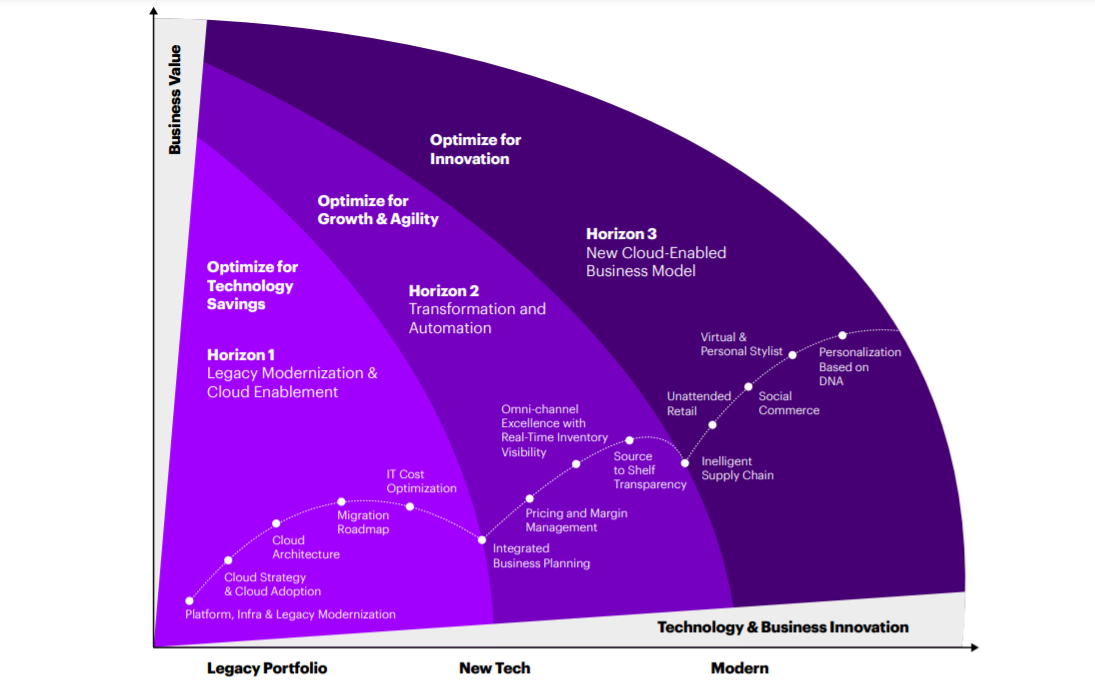 Business Value
Optimize for
Innovation
Optimize for
Growth & Agility
Horizon 3
New Cloud-Enabled
Business Model
Optimize for
Technology
Savings
Horizon 2
Transformation and
Automation
Horizon 1
Legacy Modernization &
Cloud Enablement
Virtual &
Personal Stylist
Personalization
Based on
DNA
Unattended
Retail
Social
Commerce
Omni-channel
Excellence with
Real-Time Inventory
Visibility
Source
to Shelf
Transparency
Inelligent
Supply Chain
IT Cost
Optimization
Migration
Roadmap
Pricing and Margin
Management
Cloud
Architecture
Integrated
Business Planning
Cloud Strategy
& Cloud Adoption
Platform, Infra & Legacy Modernization
Technology & Business Innovation
Legacy Portfolio
New Tech
Modern